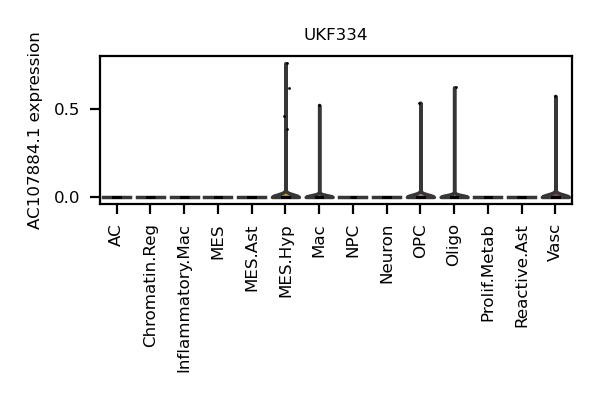 UKF334
AC107884.1 expression
0.5
0.0
AC
Chromatin.Reg
Inflammatory.Mac
MES
MES.Ast
MES.Hyp
Mac
NPC
Neuron
OPC
Oligo
Prolif.Metab
Reactive.Ast
Vasc